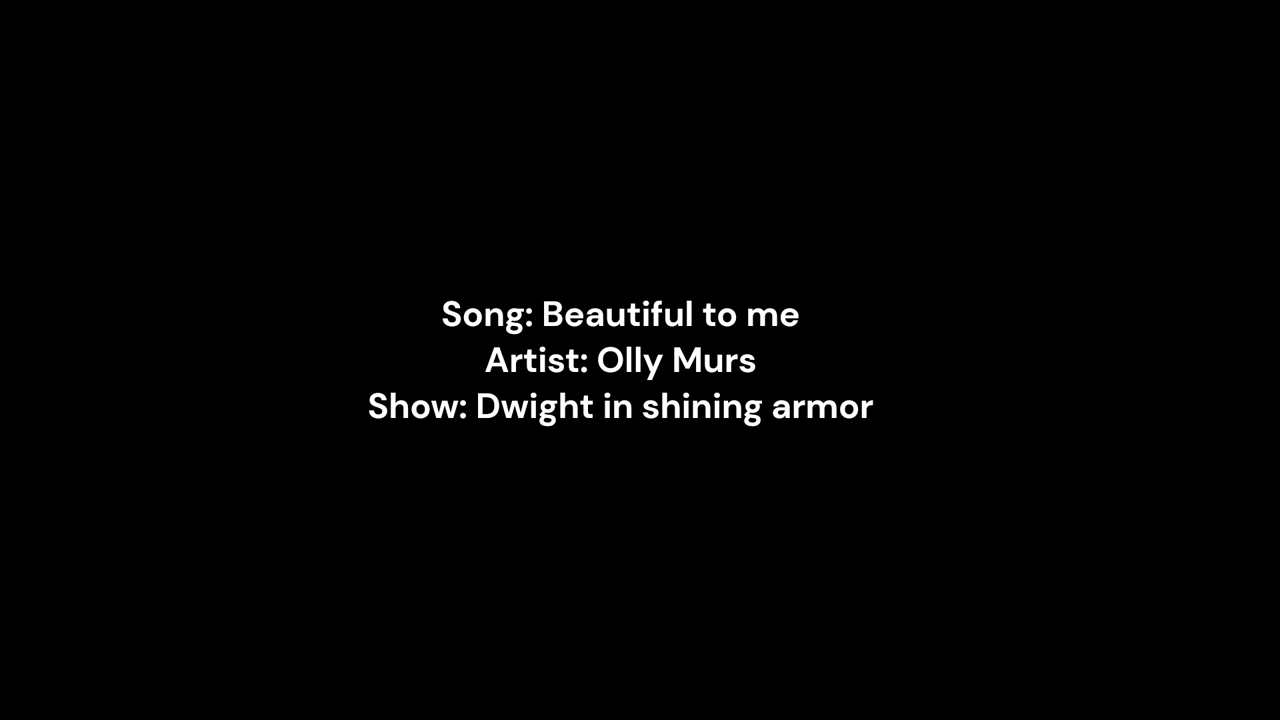 Song: Beautiful to me
Artist: Olly Murs
Show: Dwight in shining armor